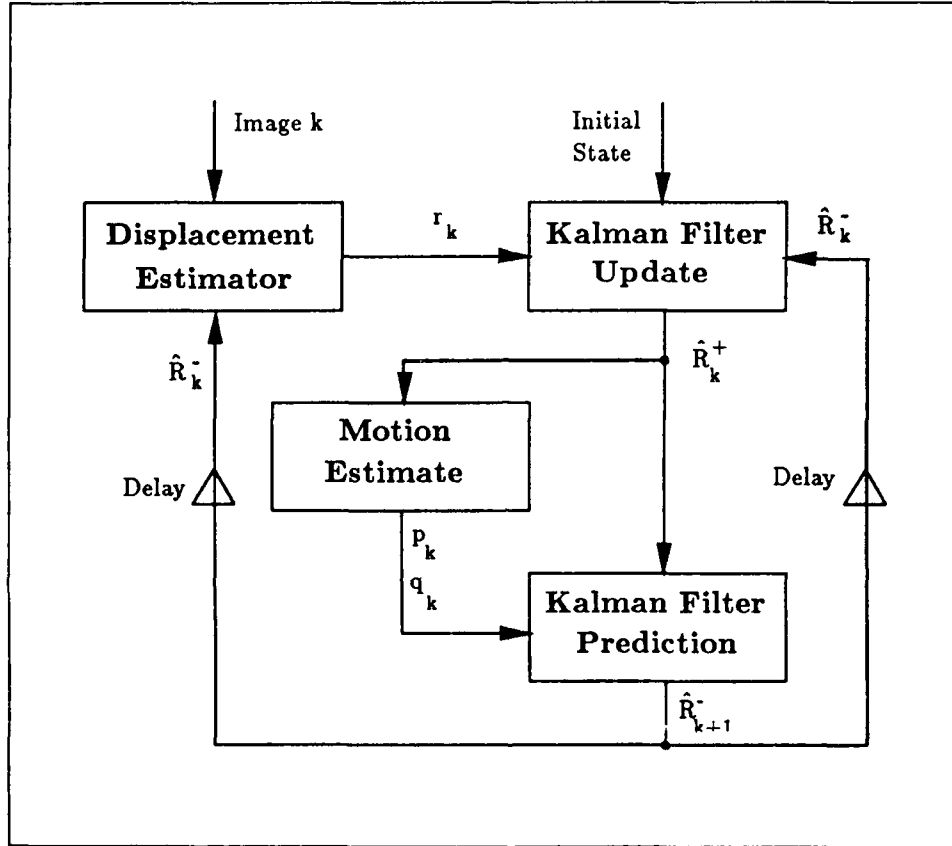 Image k
Initial
State
Displacement
Estimator
r_k
Kalman Filter
Update
R̂_k^-
R̂_k^-
R̂_k^+
Motion
Estimate
Delay
Delay
p_k
q_k
Kalman Filter
Prediction
R̂_{k+1}^-